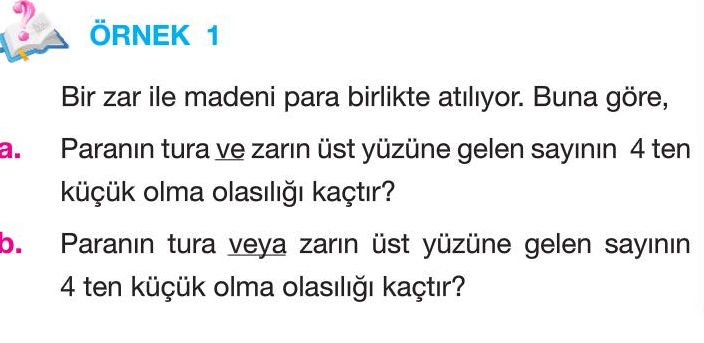 ÖRNEK 1
Bir zar ile madeni para birlikte atılıyor. Buna göre,
a. Paranın tura ve zarın üst yüzüne gelen sayının 4 ten
küçük olma olasılığı kaçtır?
b. Paranın tura veya zarın üst yüzüne gelen sayının
4 ten küçük olma olasılığı kaçtır?